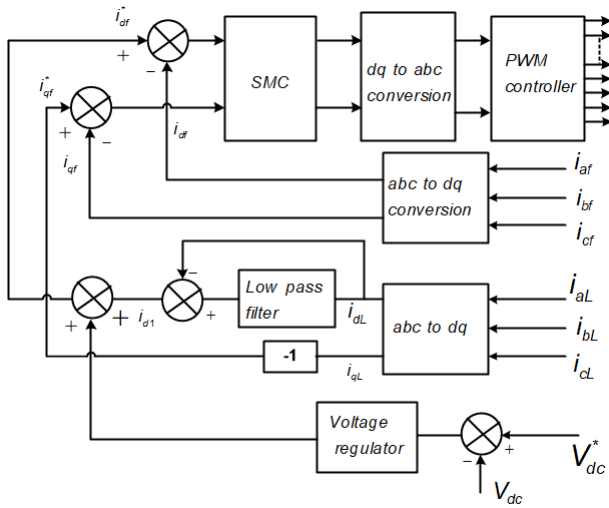 i*df
+
−
SMC
dq to abc
conversion
PWM
controller
i*qf
+
−
idf
iqf
abc to dq
conversion
iaf
ibf
icf
−
+
Low pass
filter
idL
+
+
id1
abc to dq
iaL
ibL
icL
-1
iqL
Voltage
regulator
−
+
V*dc
Vdc